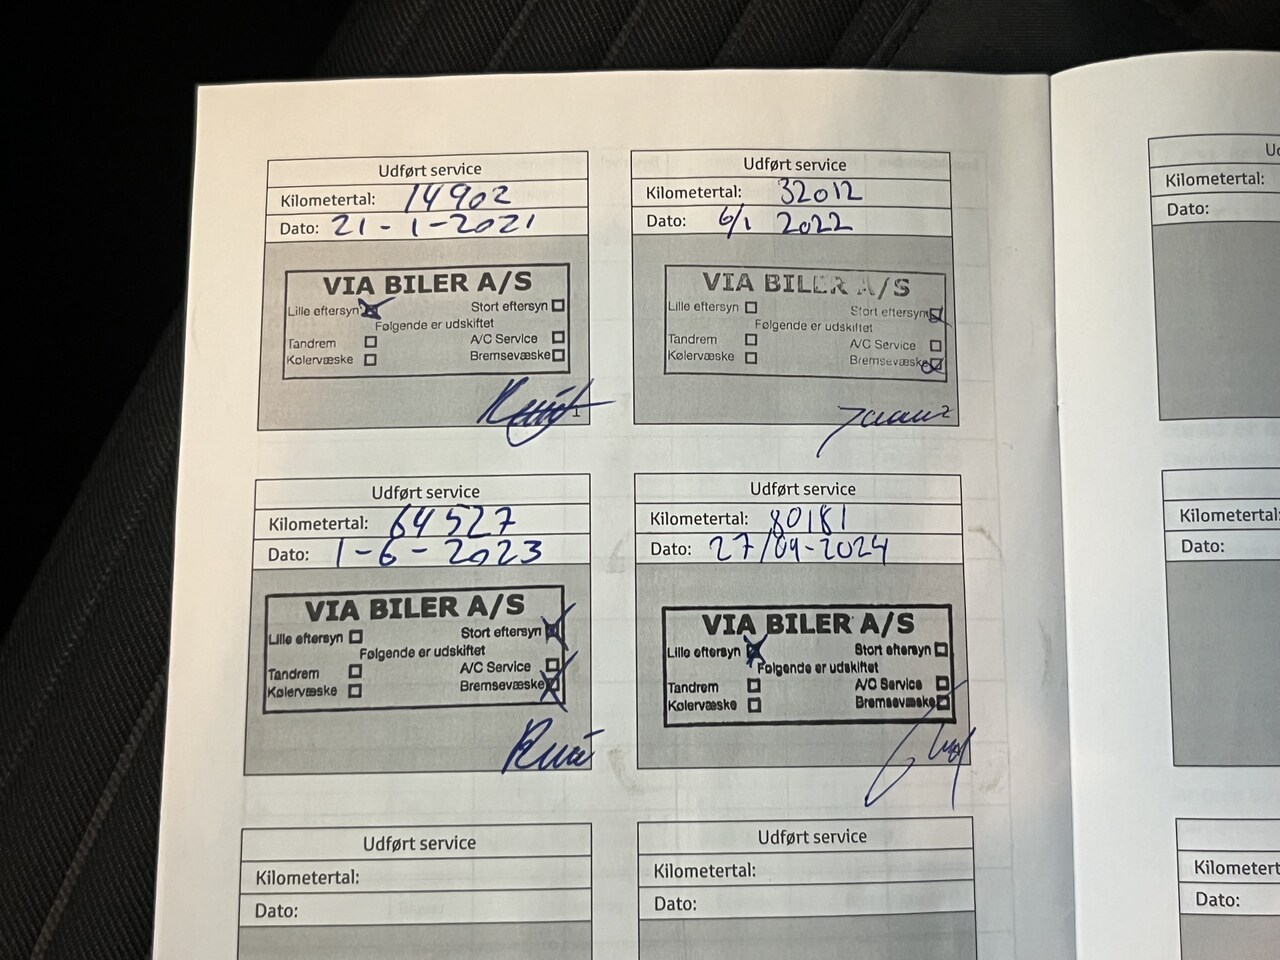 Udført service
Kilometertal: 14902
Dato: 21-1-2021
VIA BILER A/S
Lille eftersyn Stort eftersyn
Følgende er udskiftet
Tandrem A/C Service
Kølervæske Bremsevæske
1
Udført service
Kilometertal: 32012
Dato: 6/1 2022
VIA BILER A/S
Lille eftersyn Stort eftersyn
Følgende er udskiftet
Tandrem A/C Service
Kølervæske Bremsevæske
2
Udført service
Kilometertal: 64527
Dato: 1-6-2023
VIA BILER A/S
Lille eftersyn Stort eftersyn
Følgende er udskiftet
Tandrem A/C Service
Kølervæske Bremsevæske
Udført service
Kilometertal: 80181
Dato: 27/09-2024
VIA BILER A/S
Lille eftersyn Stort eftersyn
Følgende er udskiftet
Tandrem A/C Service
Kølervæske Bremsevæske
Udført service
Kilometertal:
Dato:
Udført service
Kilometertal:
Dato:
Kilometertal:
Dato:
Kilometertal:
Dato:
Dato: